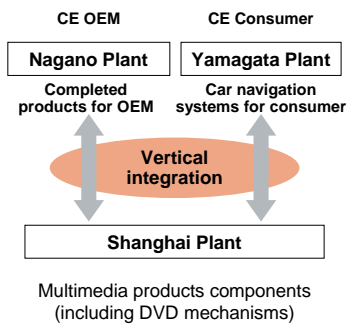 CE OEM
CE Consumer
Nagano Plant
Yamagata Plant
Completed
products for OEM
Car navigation
systems for consumer
Vertical
integration
Shanghai Plant
Multimedia products components
(including DVD mechanisms)